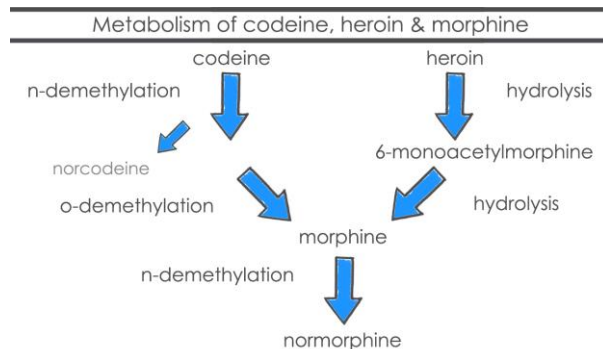 Metabolism of codeine, heroin & morphine
codeine
heroin
n-demethylation
hydrolysis
norcodeine
6-monoacetylmorphine
o-demethylation
hydrolysis
morphine
n-demethylation
normorphine